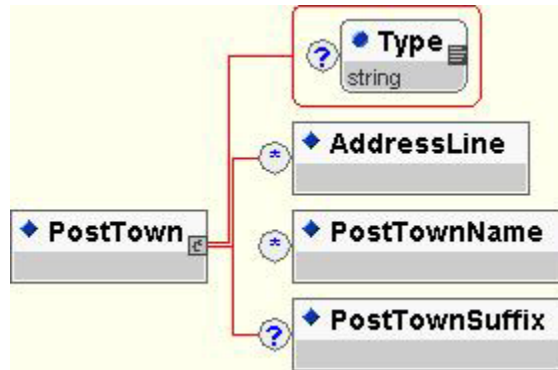 ? Type
string
* AddressLine
PostTown
* PostTownName
? PostTownSuffix